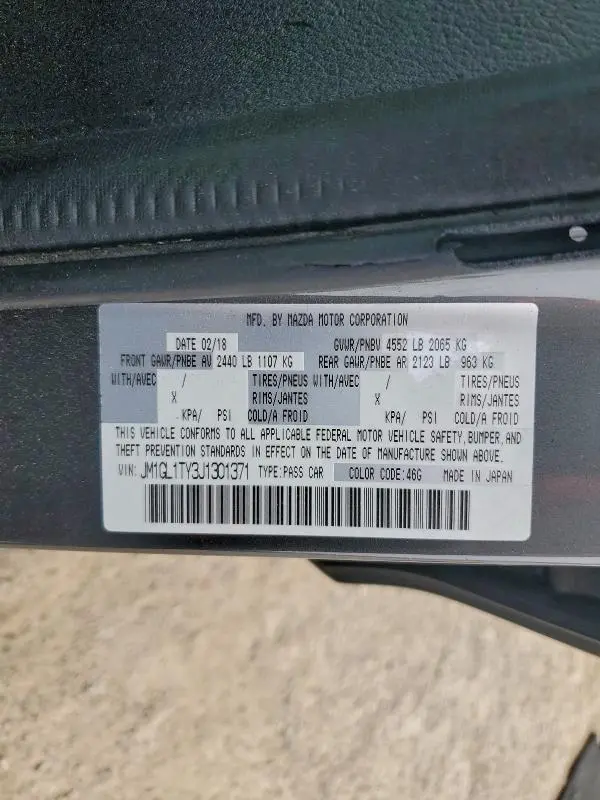 MFD. BY MAZDA MOTOR CORPORATION
DATE 02/18 GVWR/PNBV 4552 LB 2065 KG
FRONT GAWR/PNBE AV 2440 LB 1107 KG REAR GAWR/PNBE AR 2123 LB 963 KG
WITH/AVEC / TIRES/PNEUS WITH/AVEC / TIRES/PNEUS
X RIMS/JANTES X RIMS/JANTES
KPA/ PSI COLD/A FROID KPA/ PSI COLD/A FROID
THIS VEHICLE CONFORMS TO ALL APPLICABLE FEDERAL MOTOR VEHICLE SAFETY, BUMPER, AND
THEFT PREVENTION STANDARDS IN EFFECT ON THE DATE OF MANUFACTURE SHOWN ABOVE.
VIN: JM1GL1TY3J1301371 TYPE:PASS CAR COLOR CODE:46G MADE IN JAPAN